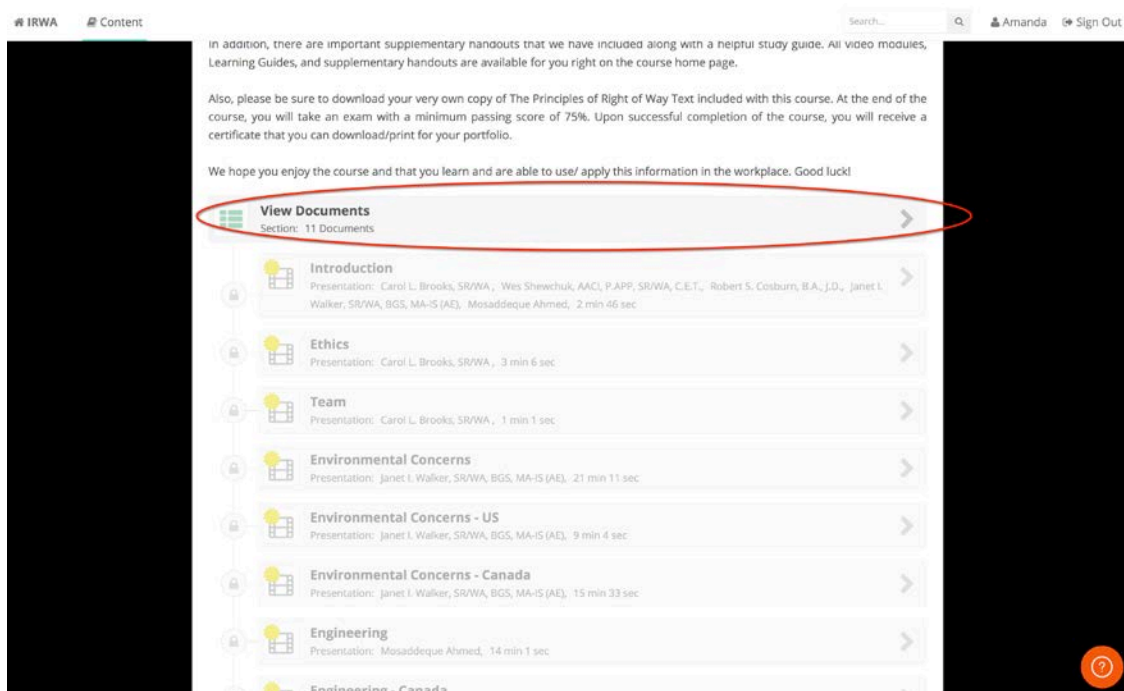 IRWA
Content
Search...
Amanda
Sign Out
In addition, there are important supplementary handouts that we have included along with a helpful study guide. All video modules,
Learning Guides, and supplementary handouts are available for you right on the course home page.
Also, please be sure to download your very own copy of The Principles of Right of Way Text included with this course. At the end of the
course, you will take an exam with a minimum passing score of 75%. Upon successful completion of the course, you will receive a
certificate that you can download/print for your portfolio.
We hope you enjoy the course and that you learn and are able to use/ apply this information in the workplace. Good luck!
View Documents
Section: 11 Documents
Introduction
Presentation: Carol L. Brooks, SR/WA , Wes Shewchuk, AACI, P.APP, SR/WA, C.E.T., Robert S. Cosburn, B.A., J.D., Janet I.
Walker, SR/WA, BGS, MA-IS (AE), Mosaddeque Ahmed, 2 min 46 sec
Ethics
Presentation: Carol L. Brooks, SR/WA , 3 min 6 sec
Team
Presentation: Carol L. Brooks, SR/WA , 1 min 1 sec
Environmental Concerns
Presentation: Janet I. Walker, SR/WA, BGS, MA-IS (AE), 21 min 11 sec
Environmental Concerns - US
Presentation: Janet I. Walker, SR/WA, BGS, MA-IS (AE), 9 min 4 sec
Environmental Concerns - Canada
Presentation: Janet I. Walker, SR/WA, BGS, MA-IS (AE), 15 min 33 sec
Engineering
Presentation: Mosaddeque Ahmed, 14 min 1 sec
Engineering - Canada